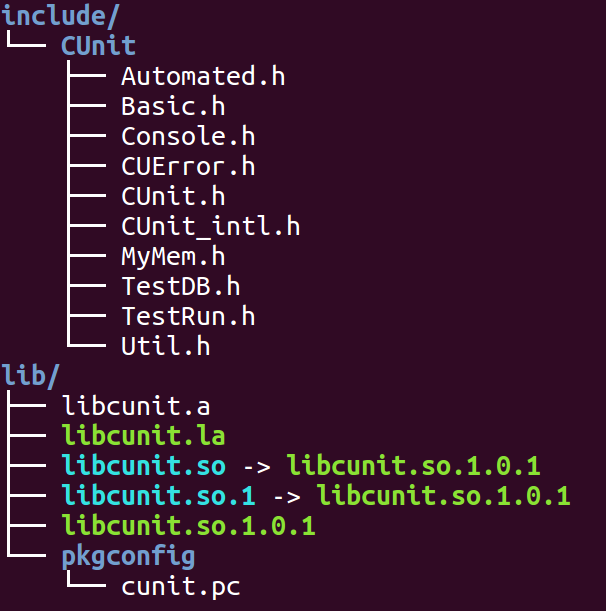 include/
└── CUnit
    ├── Automated.h
    ├── Basic.h
    ├── Console.h
    ├── CUError.h
    ├── CUnit.h
    ├── CUnit_intl.h
    ├── MyMem.h
    ├── TestDB.h
    ├── TestRun.h
    └── Util.h
lib/
├── libcunit.a
├── libcunit.la
├── libcunit.so -> libcunit.so.1.0.1
├── libcunit.so.1 -> libcunit.so.1.0.1
├── libcunit.so.1.0.1
└── pkgconfig
    └── cunit.pc